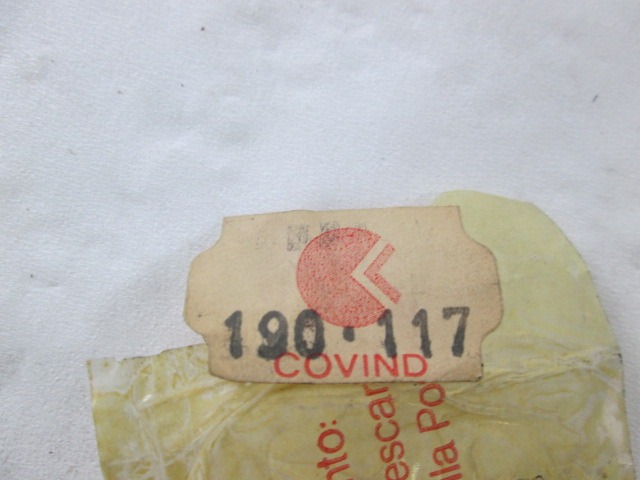 190·117
COVIND
nto:
escar
lla Po